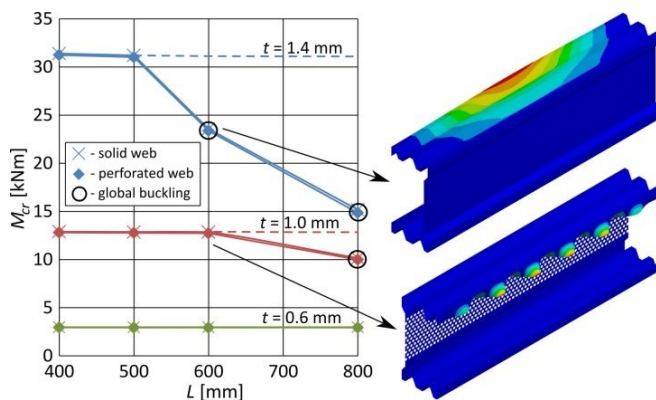 35
30
25
20
15
10
5
0
M_cr [kNm]
t = 1.4 mm
× - solid web
◆ - perforated web
○ - global buckling
t = 1.0 mm
t = 0.6 mm
400 500 600 700 800
L [mm]